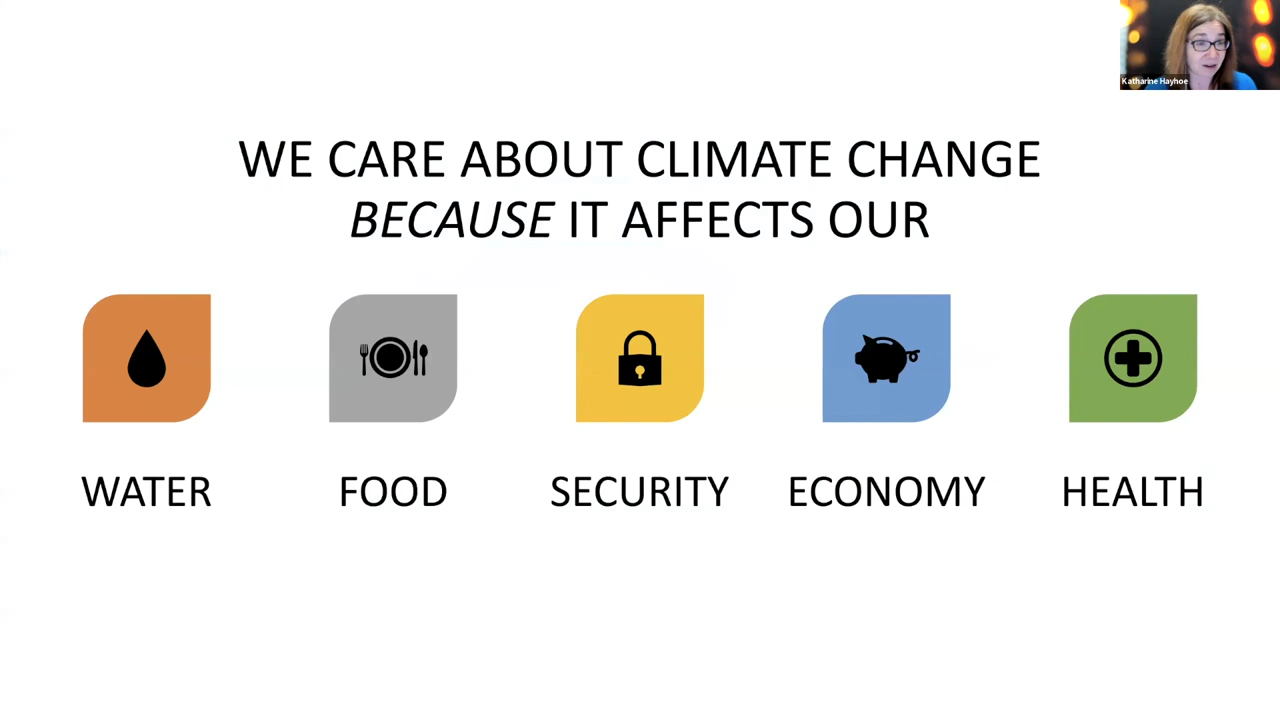 Katharine Hayhoe
WE CARE ABOUT CLIMATE CHANGE
BECAUSE IT AFFECTS OUR
WATER
FOOD
SECURITY
ECONOMY
HEALTH